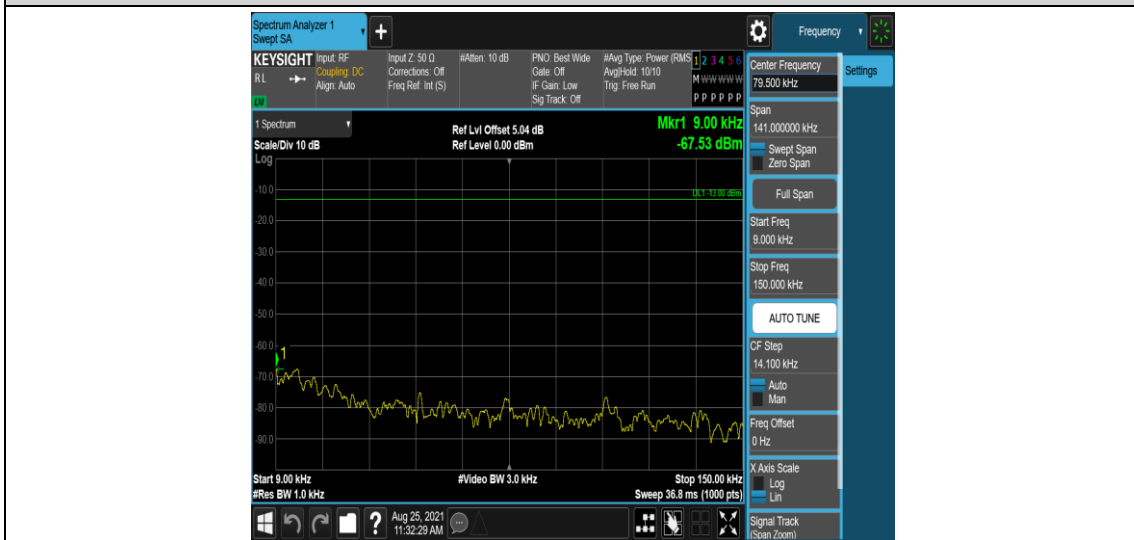 Spectrum Analyzer 1
Swept SA
+
Frequency
KEYSIGHT
RL
LXI
Input: RF
Coupling: DC
Align: Auto
Input Z: 50 Ω
Corrections: Off
Freq Ref: Int (S)
#Atten: 10 dB
PNO: Best Wide
Gate: Off
IF Gain: Low
Sig Track: Off
#Avg Type: Power (RMS
Avg|Hold: 10/10
Trig: Free Run
1 2 3 4 5 6
M W W W W W
P P P P P P
1 Spectrum
Scale/Div 10 dB
Ref Lvl Offset 5.04 dB
Ref Level 0.00 dBm
Mkr1 9.00 kHz
-67.53 dBm
Log
DL1 -13.00 dBm
-10.0
-20.0
-30.0
-40.0
-50.0
-60.0
1
-70.0
-80.0
-90.0
Start 9.00 kHz
#Video BW 3.0 kHz
Stop 150.00 kHz
#Res BW 1.0 kHz
Sweep 36.8 ms (1000 pts)
?
Aug 25, 2021
11:32:29 AM
Center Frequency
79.500 kHz
Settings
Span
141.000000 kHz
Swept Span
Zero Span
Full Span
Start Freq
9.000 kHz
Stop Freq
150.000 kHz
AUTO TUNE
CF Step
14.100 kHz
Auto
Man
Freq Offset
0 Hz
X Axis Scale
Log
Lin
Signal Track
(Span Zoom)